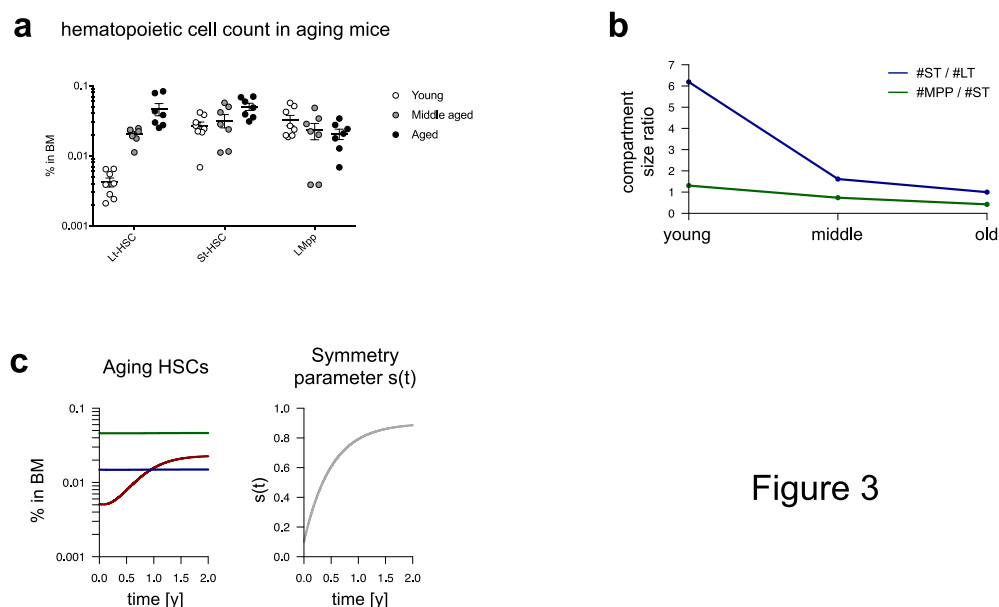 a
hematopoietic cell count in aging mice
0.1
0.01
0.001
% in BM
Lt-HSC
St-HSC
LMpp
Young
Middle aged
Aged
b
7
6
5
4
3
2
1
0
compartment
size ratio
young
middle
old
#ST / #LT
#MPP / #ST
c
Aging HSCs
0.1
0.01
0.001
% in BM
0.0 0.5 1.0 1.5 2.0
time [y]
Symmetry
parameter s(t)
1.0
0.8
0.6
0.4
0.2
0.0
s(t)
0.0 0.5 1.0 1.5 2.0
time [y]
Figure 3